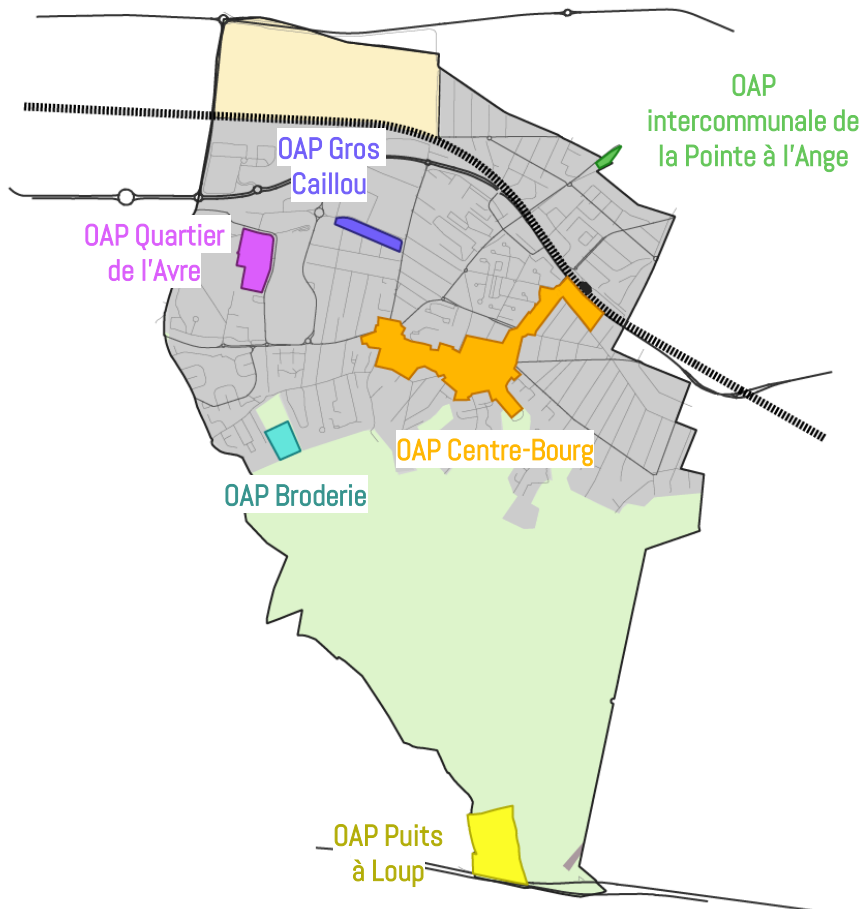 OAP
intercommunale de
la Pointe à l'Ange
OAP Gros
Caillou
OAP Quartier
de l'Avre
OAP Centre-Bourg
OAP Broderie
OAP Puits
à Loup